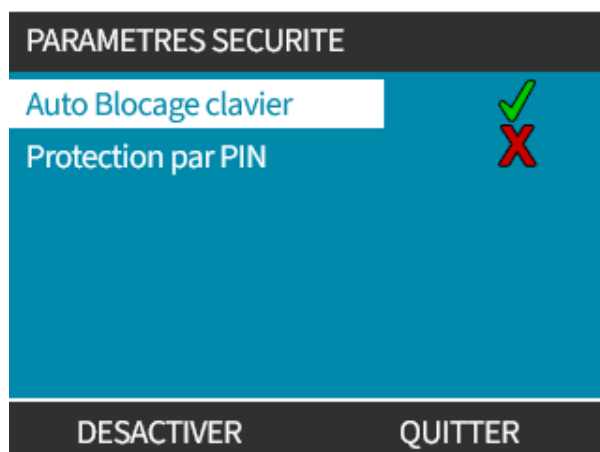 PARAMETRES SECURITE
Auto Blocage clavier
Protection par PIN
DESACTIVER QUITTER